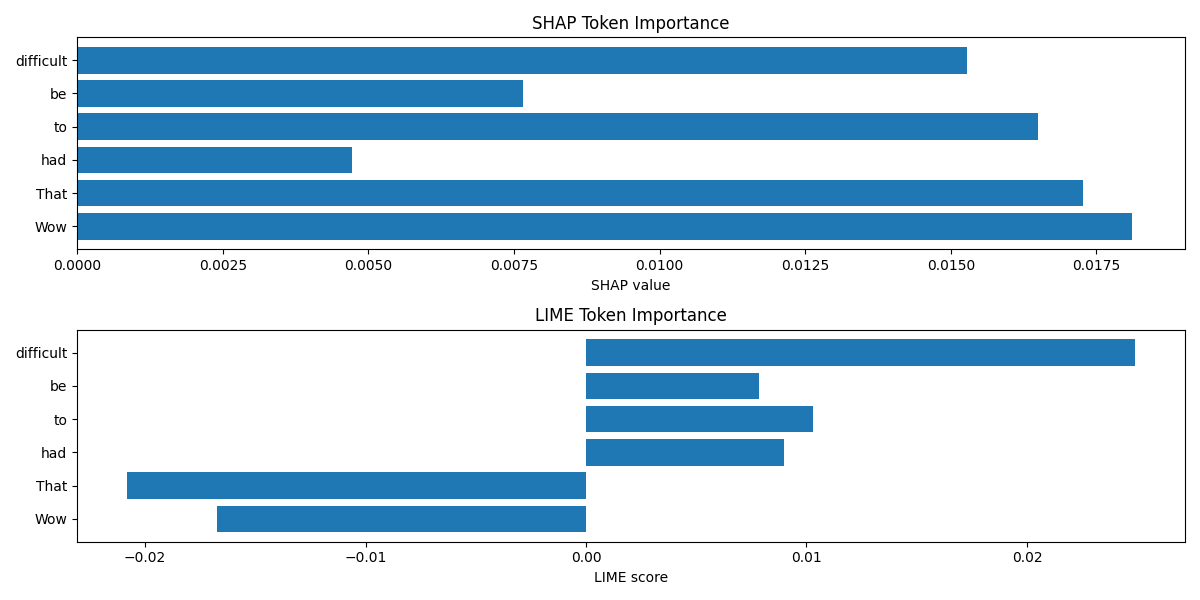 SHAP Token Importance
difficult
be
to
had
That
Wow
0.0000 0.0025 0.0050 0.0075 0.0100 0.0125 0.0150 0.0175
SHAP value
LIME Token Importance
difficult
be
to
had
That
Wow
−0.02 −0.01 0.00 0.01 0.02
LIME score